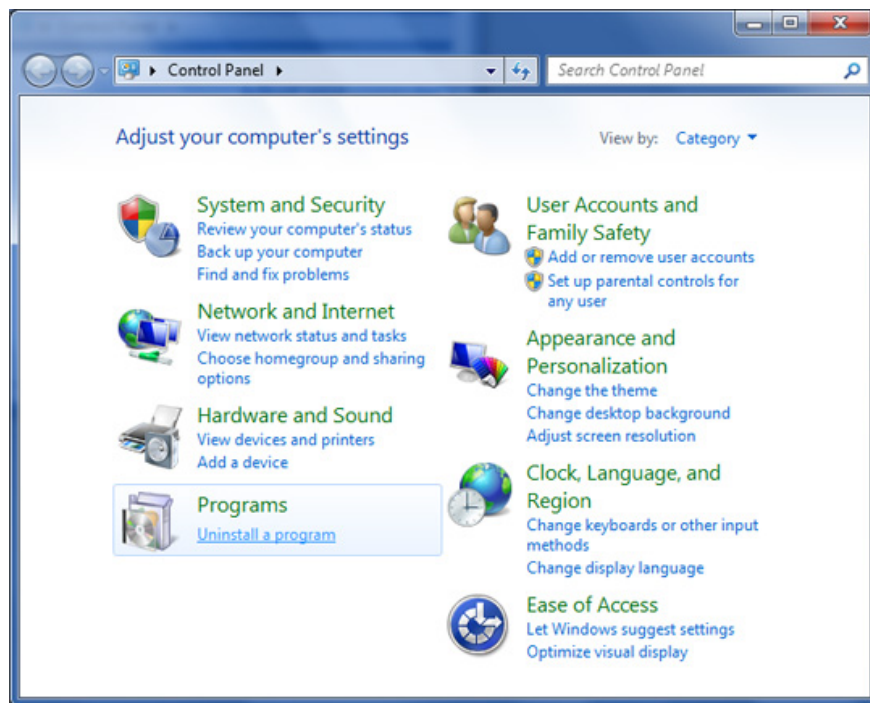 Control Panel
Search Control Panel
Adjust your computer's settings
View by: Category
System and Security
Review your computer's status
Back up your computer
Find and fix problems
Network and Internet
View network status and tasks
Choose homegroup and sharing
options
Hardware and Sound
View devices and printers
Add a device
Programs
Uninstall a program
User Accounts and
Family Safety
Add or remove user accounts
Set up parental controls for
any user
Appearance and
Personalization
Change the theme
Change desktop background
Adjust screen resolution
Clock, Language, and
Region
Change keyboards or other input
methods
Change display language
Ease of Access
Let Windows suggest settings
Optimize visual display